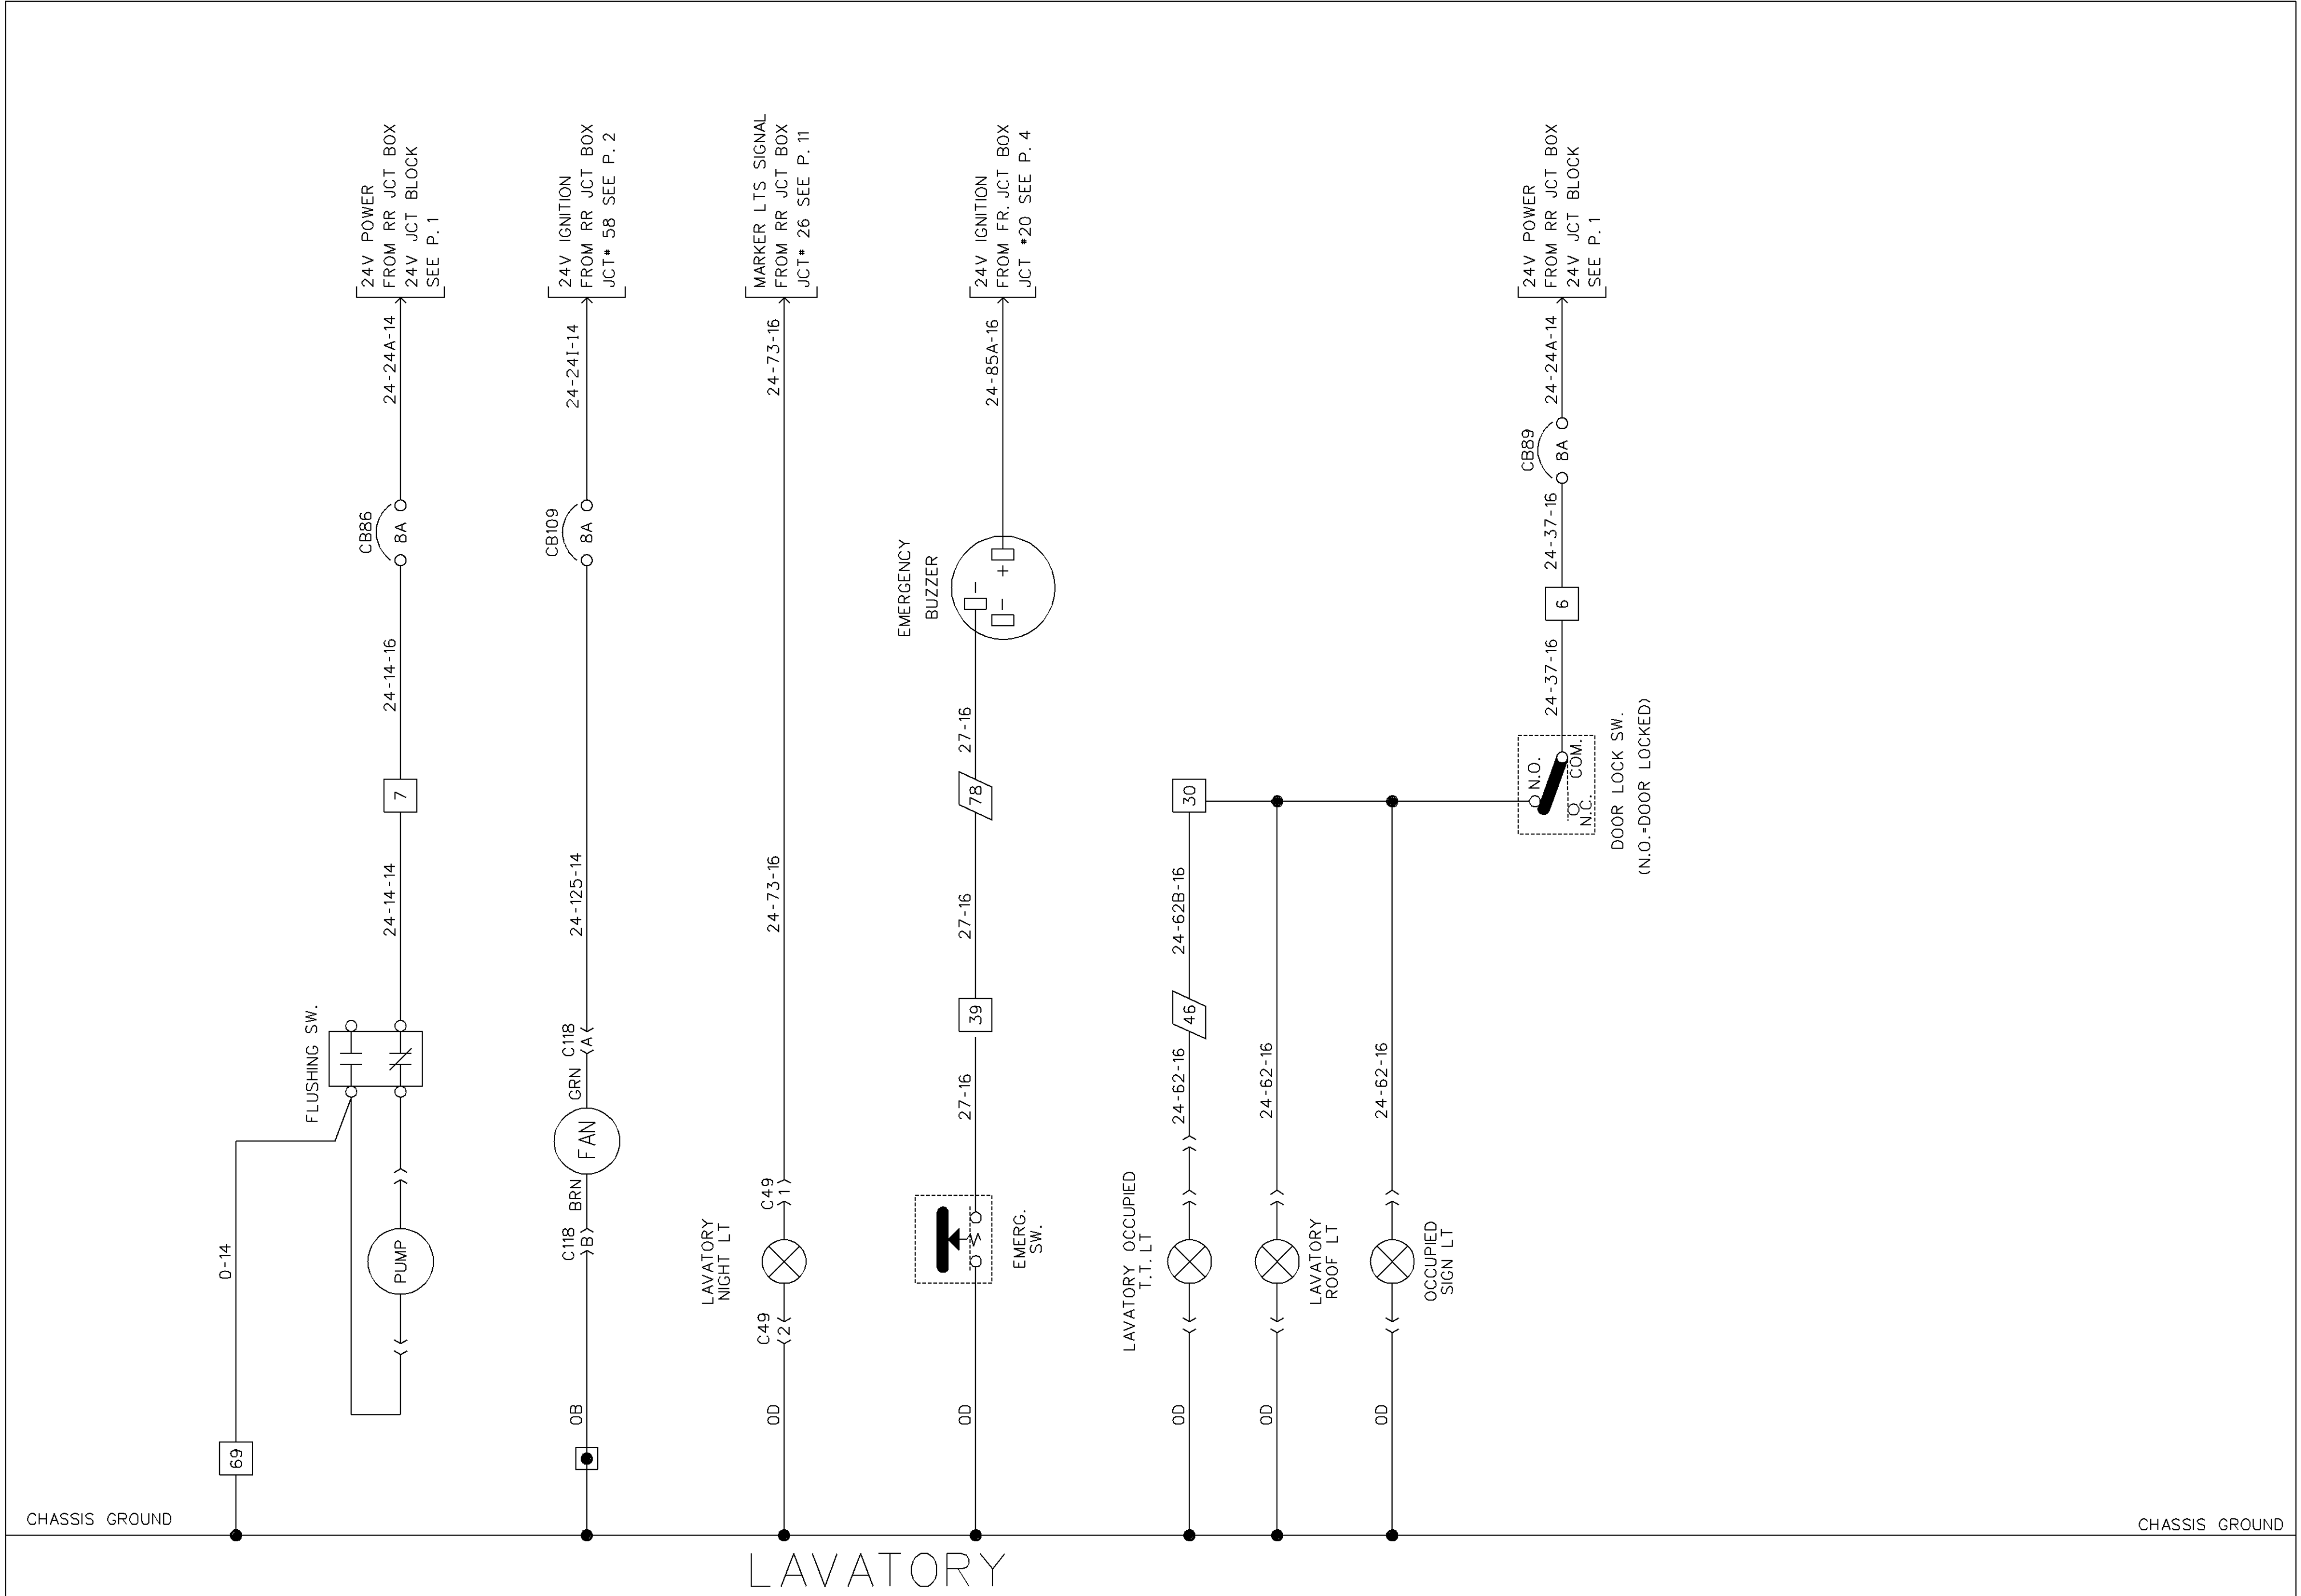 24V POWER
FROM RR JCT BOX
24V JCT BLOCK
SEE P. 1
24-24A-14
CB86
8A
24-14-16
7
24-14-14
FLUSHING SW.
PUMP
0-14
69
24V IGNITION
FROM RR JCT BOX
JCT# 58 SEE P. 2
24-24I-14
CB109
8A
24-125-14
C118
A
GRN
FAN
BRN
C118
B
0B
MARKER LTS SIGNAL
FROM RR JCT BOX
JCT# 26 SEE P. 11
24-73-16
24-73-16
C49
1
LAVATORY
NIGHT LT
C49
2
0D
24V IGNITION
FROM FR. JCT BOX
JCT #20 SEE P. 4
24-85A-16
EMERGENCY
BUZZER
+
-
-
27-16
78
27-16
39
27-16
EMERG.
SW.
0D
24V POWER
FROM RR JCT BOX
24V JCT BLOCK
SEE P. 1
24-24A-14
CB89
8A
24-37-16
6
24-37-16
N.O.
COM.
N.C.
DOOR LOCK SW.
(N.O.=DOOR LOCKED)
30
24-62B-16
46
24-62-16
LAVATORY OCCUPIED
T.T. LT
0D
24-62-16
LAVATORY
ROOF LT
0D
24-62-16
OCCUPIED
SIGN LT
0D
CHASSIS GROUND
CHASSIS GROUND
LAVATORY